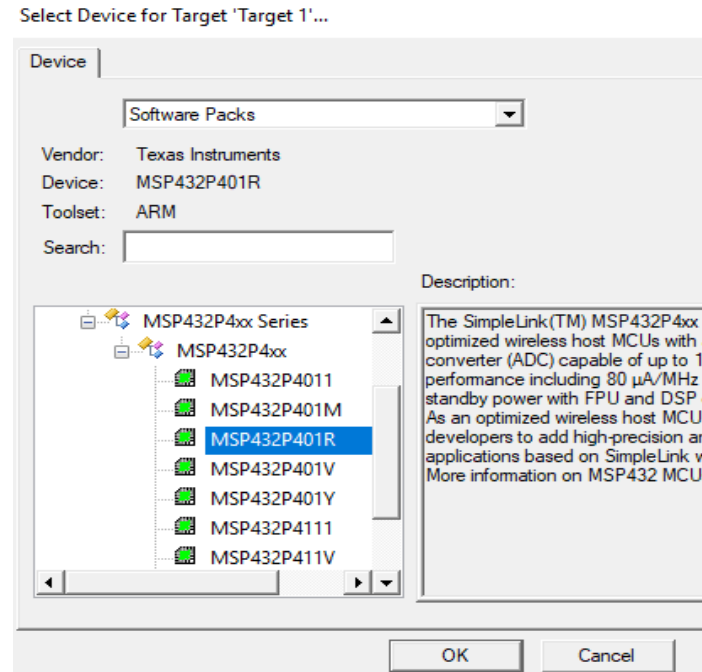 Select Device for Target 'Target 1'...
Device
Software Packs
Vendor: Texas Instruments
Device: MSP432P401R
Toolset: ARM
Search:
Description:
MSP432P4xx Series
MSP432P4xx
MSP432P4011
MSP432P401M
MSP432P401R
MSP432P401V
MSP432P401Y
MSP432P4111
MSP432P411V
The SimpleLink(TM) MSP432P4xx
optimized wireless host MCUs with
converter (ADC) capable of up to 1
performance including 80 µA/MHz
standby power with FPU and DSP
As an optimized wireless host MCU
developers to add high-precision
applications based on SimpleLink
More information on MSP432 MCU
OK Cancel